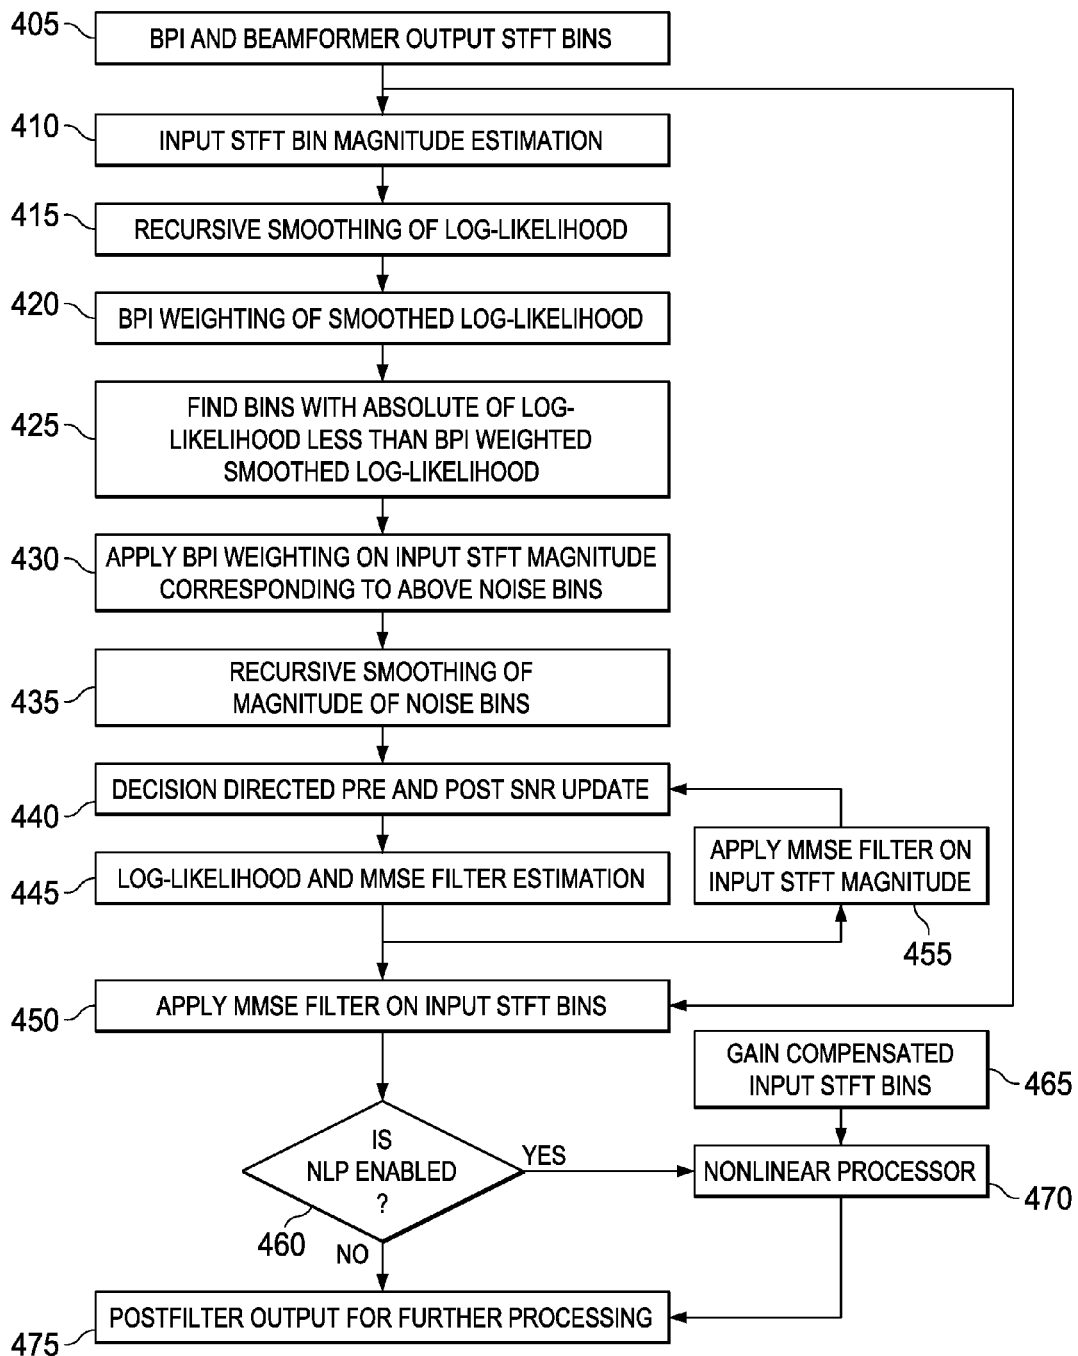 405
BPI AND BEAMFORMER OUTPUT STFT BINS
410
INPUT STFT BIN MAGNITUDE ESTIMATION
415
RECURSIVE SMOOTHING OF LOG-LIKELIHOOD
420
BPI WEIGHTING OF SMOOTHED LOG-LIKELIHOOD
425
FIND BINS WITH ABSOLUTE OF LOG-
LIKELIHOOD LESS THAN BPI WEIGHTED
SMOOTHED LOG-LIKELIHOOD
430
APPLY BPI WEIGHTING ON INPUT STFT MAGNITUDE
CORRESPONDING TO ABOVE NOISE BINS
435
RECURSIVE SMOOTHING OF
MAGNITUDE OF NOISE BINS
440
DECISION DIRECTED PRE AND POST SNR UPDATE
445
LOG-LIKELIHOOD AND MMSE FILTER ESTIMATION
APPLY MMSE FILTER ON
INPUT STFT MAGNITUDE
455
450
APPLY MMSE FILTER ON INPUT STFT BINS
GAIN COMPENSATED
INPUT STFT BINS
465
IS
NLP ENABLED
?
460
YES
NO
NONLINEAR PROCESSOR
470
475
POSTFILTER OUTPUT FOR FURTHER PROCESSING